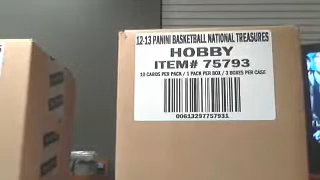 12-13 PANINI BASKETBALL NATIONAL TREASURES
HOBBY
ITEM# 75793
10 CARDS PER PACK / 1 PACK PER BOX / 3 BOXES PER CASE
00613297757931